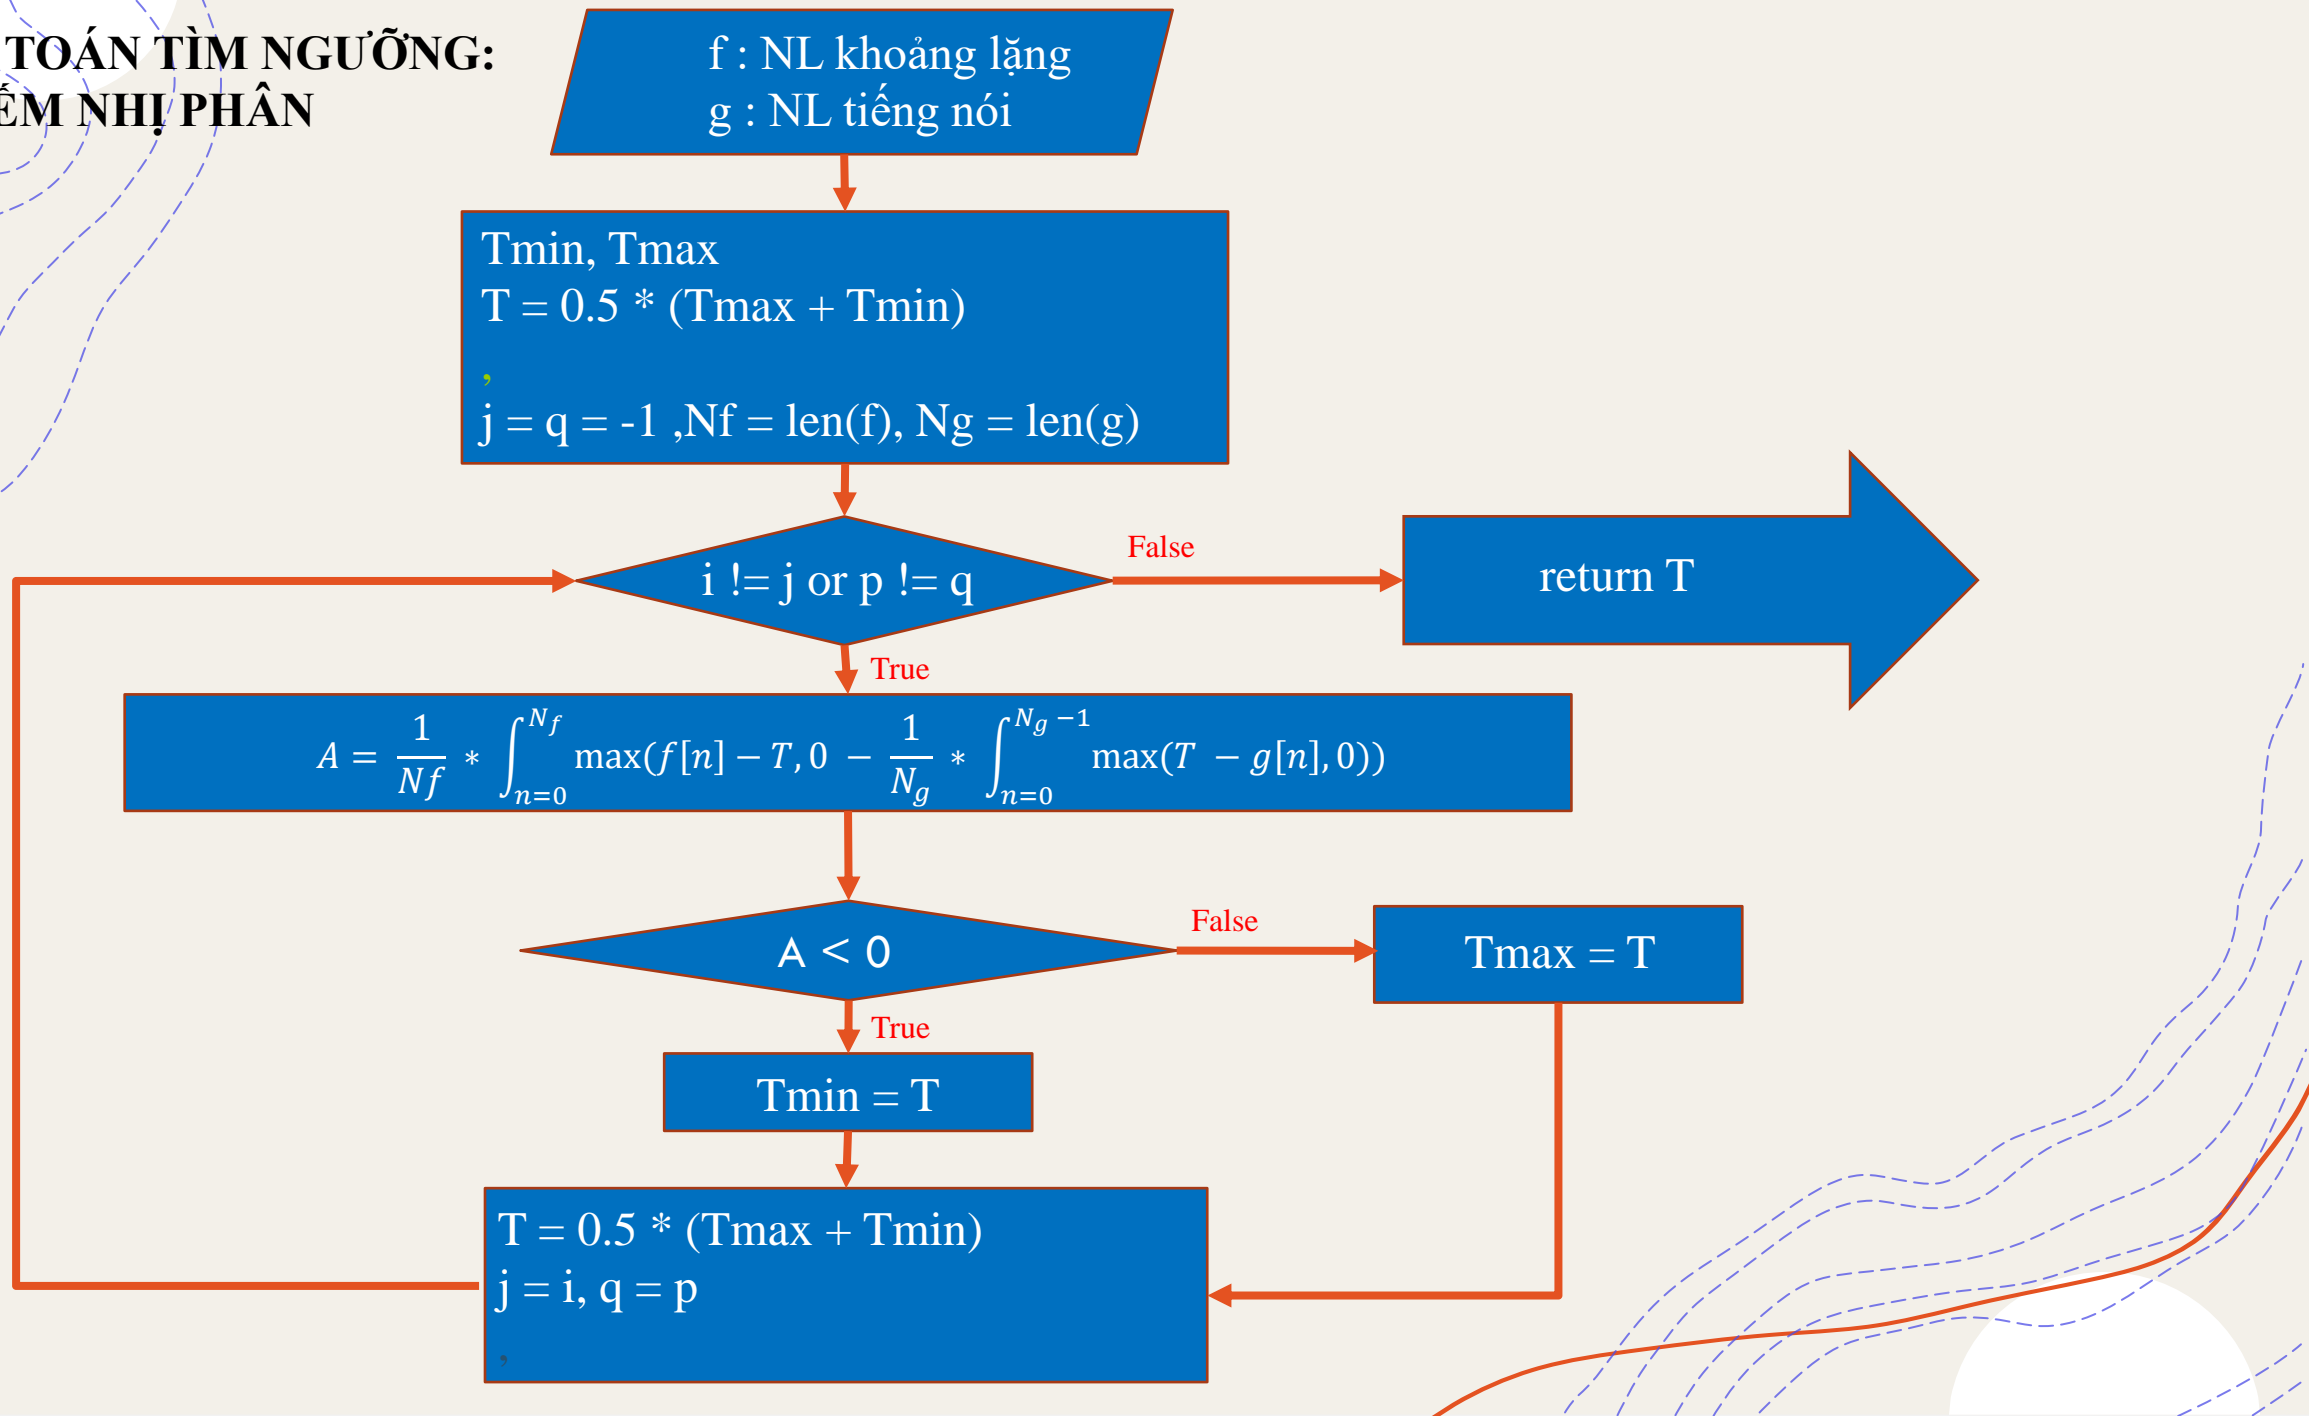 TOÁN TÌM NGƯỠNG:
ẾM NHỊ PHÂN
f : NL khoảng lặng
g : NL tiếng nói
Tmin, Tmax
T = 0.5 * (Tmax + Tmin)
,
j = q = -1 ,Nf = len(f), Ng = len(g)
i != j or p != q
False
return T
True
A = 1/Nf * ∫_{n=0}^{N_f} max(f[n] − T, 0 − 1/N_g * ∫_{n=0}^{N_g −1} max(T − g[n], 0))
A < 0
False
Tmax = T
True
Tmin = T
T = 0.5 * (Tmax + Tmin)
j = i, q = p
,